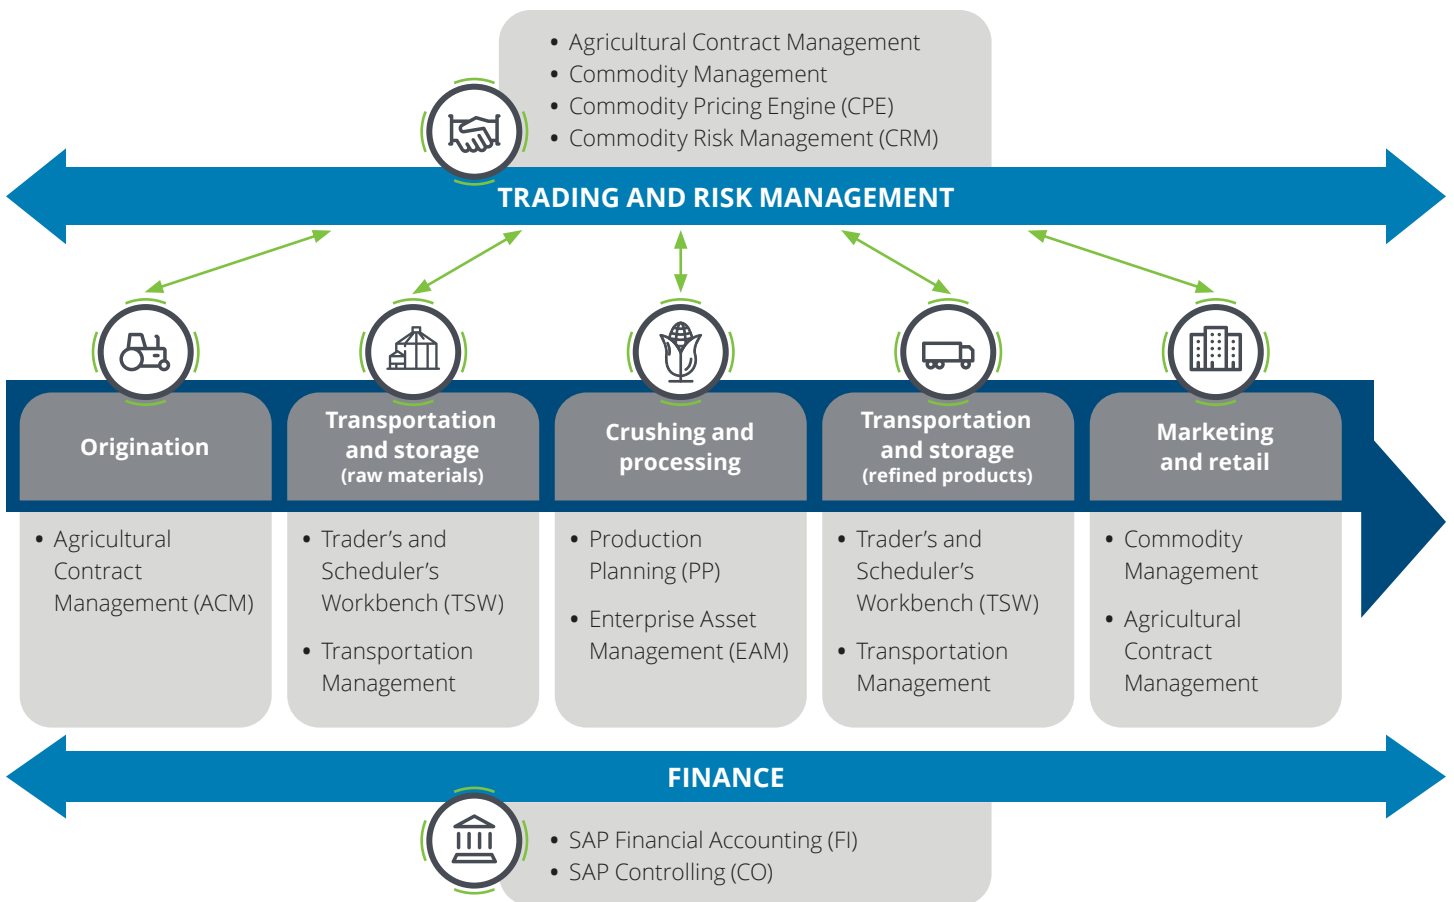 • Agricultural Contract Management
• Commodity Management
• Commodity Pricing Engine (CPE)
• Commodity Risk Management (CRM)
TRADING AND RISK MANAGEMENT
Origination
• Agricultural
Contract
Management (ACM)
Transportation
and storage
(raw materials)
• Trader’s and
Scheduler’s
Workbench (TSW)
• Transportation
Management
Crushing and
processing
• Production
Planning (PP)
• Enterprise Asset
Management (EAM)
Transportation
and storage
(refined products)
• Trader’s and
Scheduler’s
Workbench (TSW)
• Transportation
Management
Marketing
and retail
• Commodity
Management
• Agricultural
Contract
Management
FINANCE
• SAP Financial Accounting (FI)
• SAP Controlling (CO)